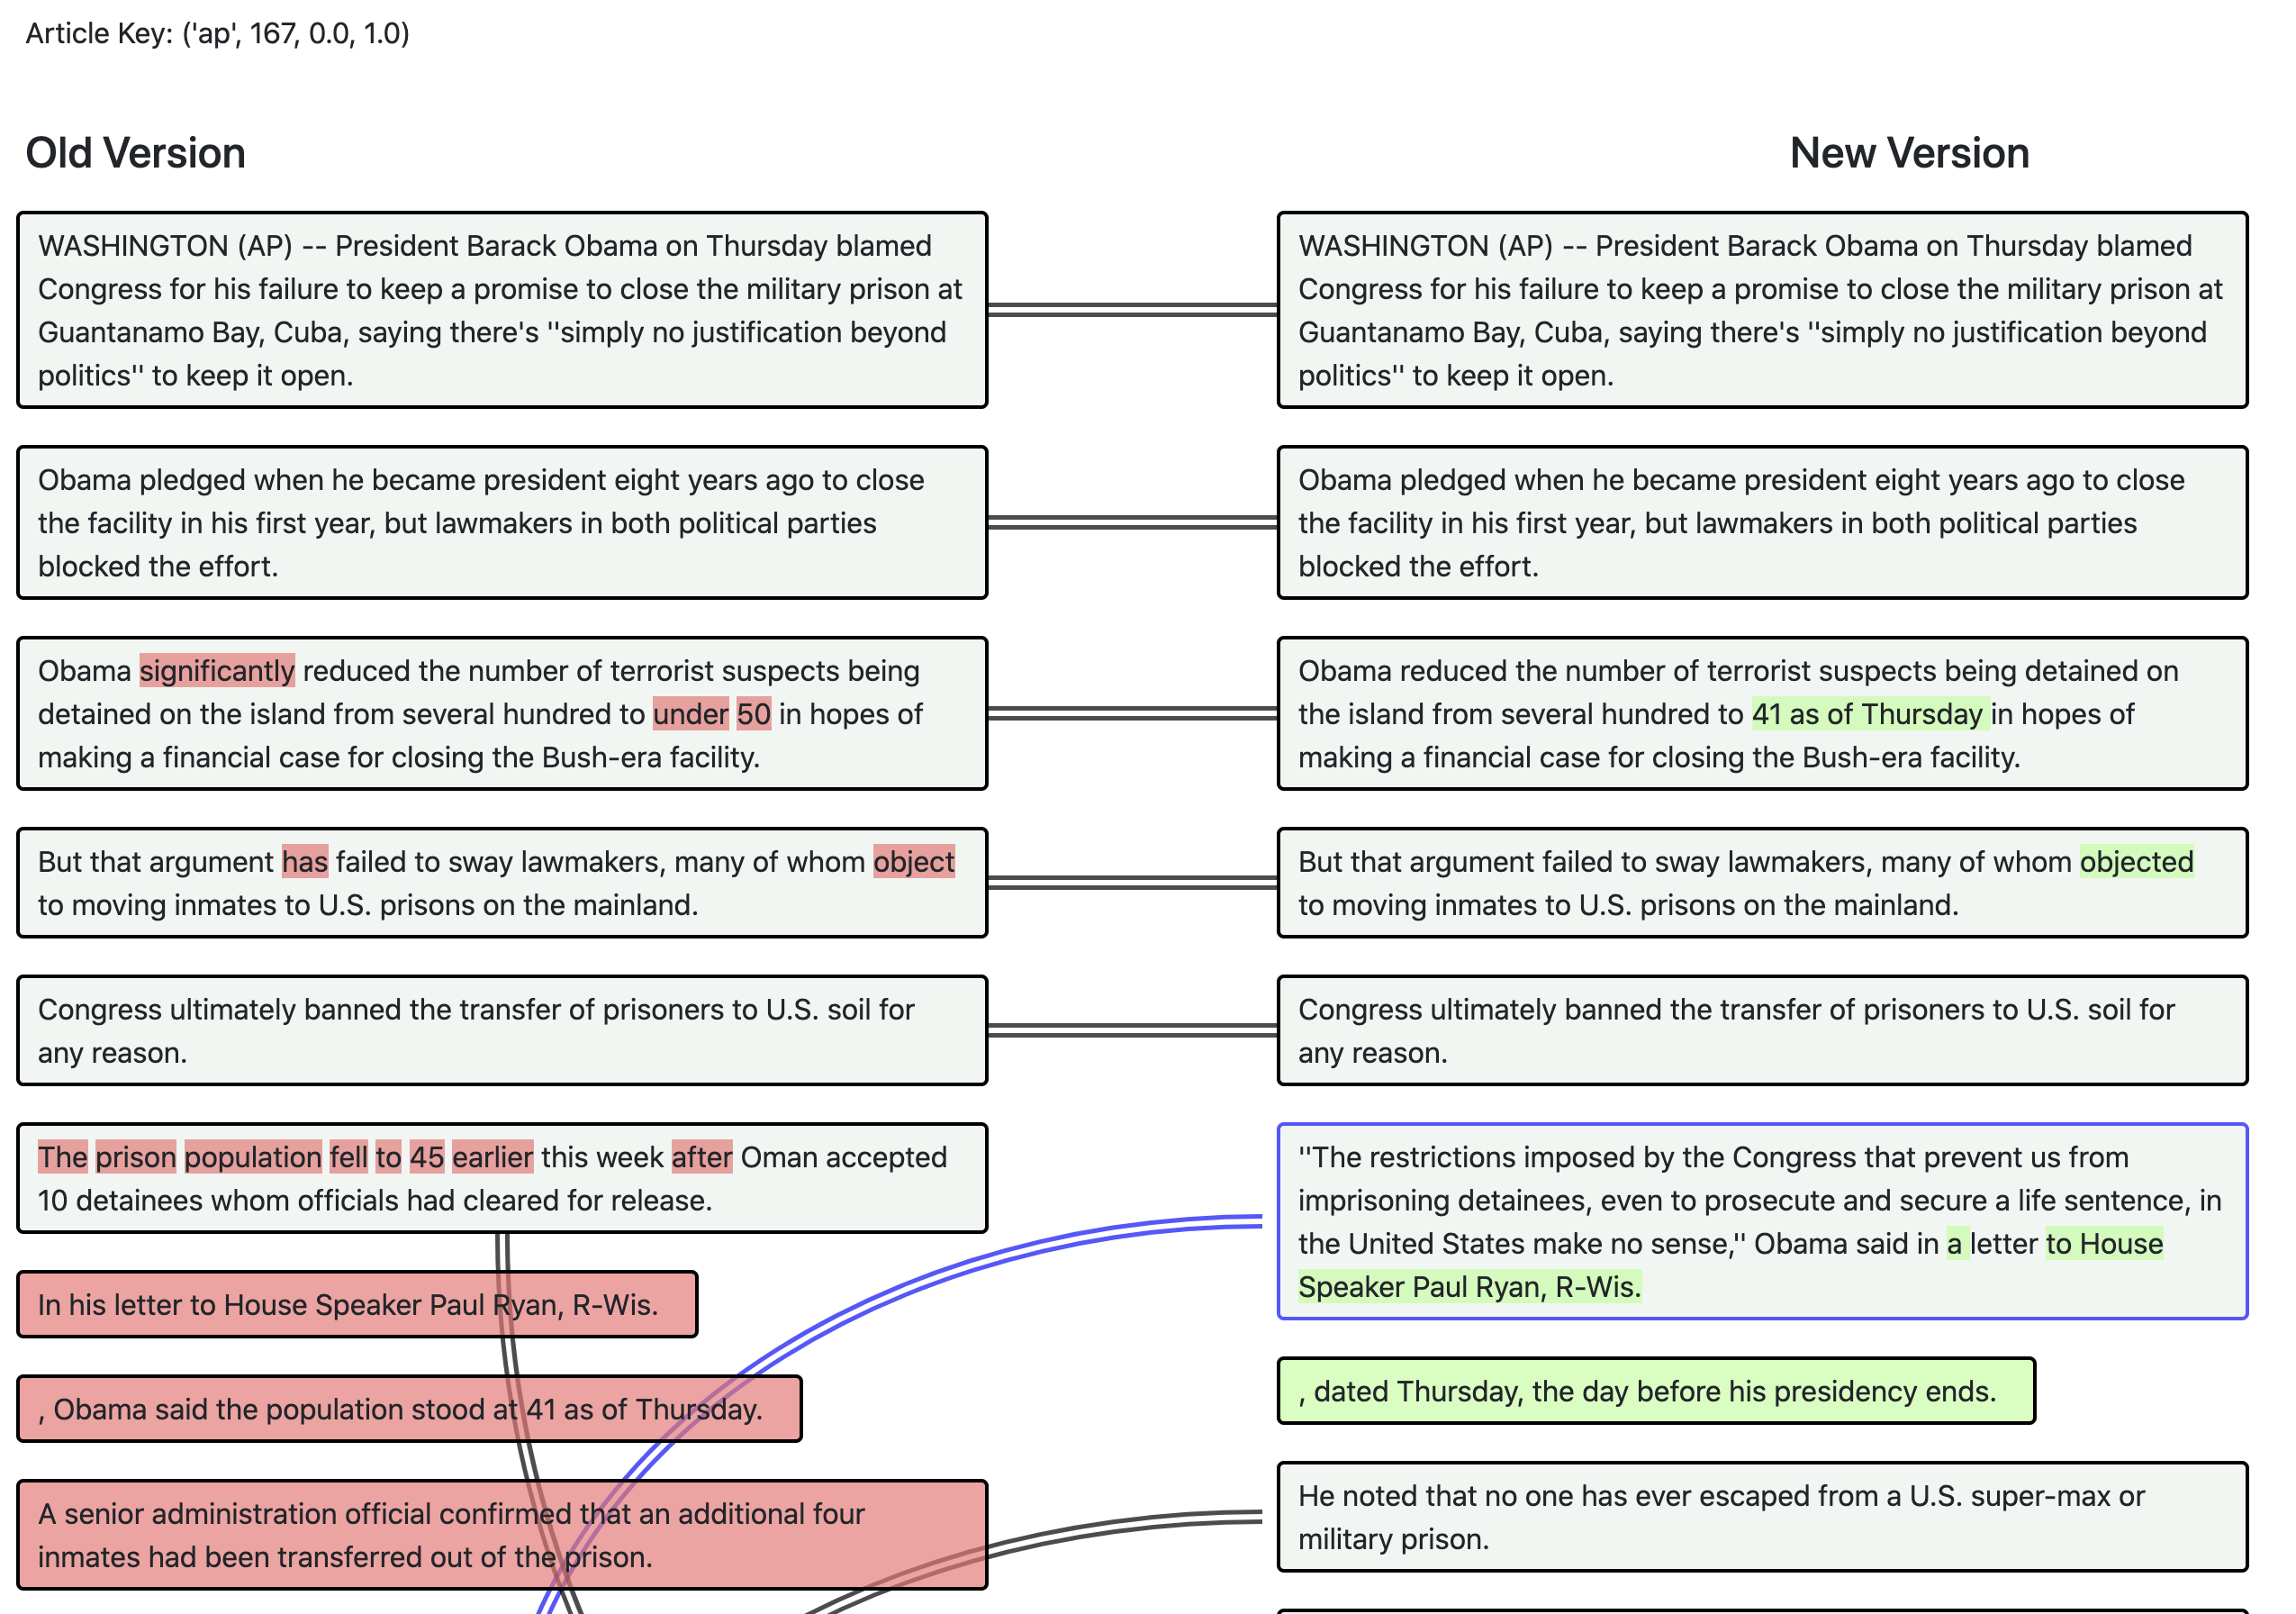 Article Key: ('ap', 167, 0.0, 1.0)
Old Version
WASHINGTON (AP) -- President Barack Obama on Thursday blamed
Congress for his failure to keep a promise to close the military prison at
Guantanamo Bay, Cuba, saying there's ''simply no justification beyond
politics'' to keep it open.
Obama pledged when he became president eight years ago to close
the facility in his first year, but lawmakers in both political parties
blocked the effort.
Obama significantly reduced the number of terrorist suspects being
detained on the island from several hundred to under 50 in hopes of
making a financial case for closing the Bush-era facility.
But that argument has failed to sway lawmakers, many of whom object
to moving inmates to U.S. prisons on the mainland.
Congress ultimately banned the transfer of prisoners to U.S. soil for
any reason.
The prison population fell to 45 earlier this week after Oman accepted
10 detainees whom officials had cleared for release.
In his letter to House Speaker Paul Ryan, R-Wis.
, Obama said the population stood at 41 as of Thursday.
A senior administration official confirmed that an additional four
inmates had been transferred out of the prison.
New Version
WASHINGTON (AP) -- President Barack Obama on Thursday blamed
Congress for his failure to keep a promise to close the military prison at
Guantanamo Bay, Cuba, saying there's ''simply no justification beyond
politics'' to keep it open.
Obama pledged when he became president eight years ago to close
the facility in his first year, but lawmakers in both political parties
blocked the effort.
Obama reduced the number of terrorist suspects being detained on
the island from several hundred to 41 as of Thursday in hopes of
making a financial case for closing the Bush-era facility.
But that argument failed to sway lawmakers, many of whom objected
to moving inmates to U.S. prisons on the mainland.
Congress ultimately banned the transfer of prisoners to U.S. soil for
any reason.
''The restrictions imposed by the Congress that prevent us from
imprisoning detainees, even to prosecute and secure a life sentence, in
the United States make no sense,'' Obama said in a letter to House
Speaker Paul Ryan, R-Wis.
, dated Thursday, the day before his presidency ends.
He noted that no one has ever escaped from a U.S. super-max or
military prison.